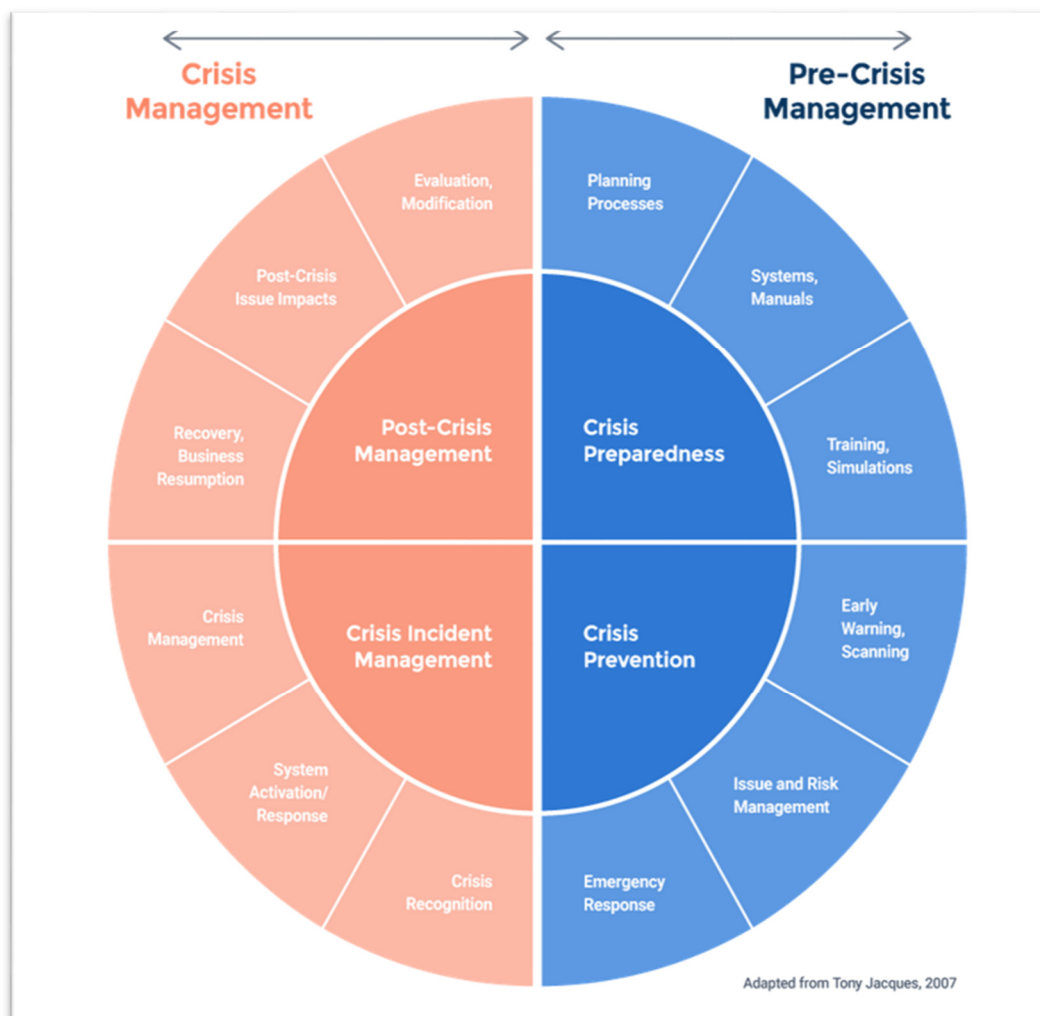 Crisis
Management
Pre-Crisis
Management
Evaluation,
Modification
Planning
Processes
Post-Crisis
Issue Impacts
Systems,
Manuals
Recovery,
Business
Resumption
Post-Crisis
Management
Crisis
Preparedness
Training,
Simulations
Crisis
Management
Crisis Incident
Management
Crisis
Prevention
Early
Warning,
Scanning
System
Activation/
Response
Issue and Risk
Management
Crisis
Recognition
Emergency
Response
Adapted from Tony Jacques, 2007